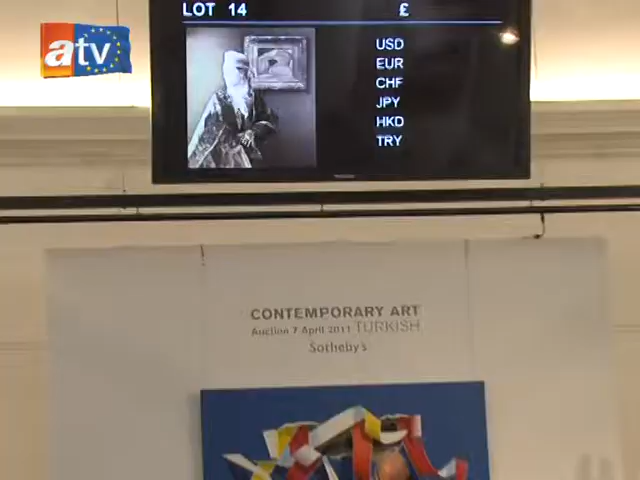 LOT 14 £
atv
USD
EUR
CHF
JPY
HKD
TRY
CONTEMPORARY ART
Auction 7 April 2011 TURKISH
Sotheby's